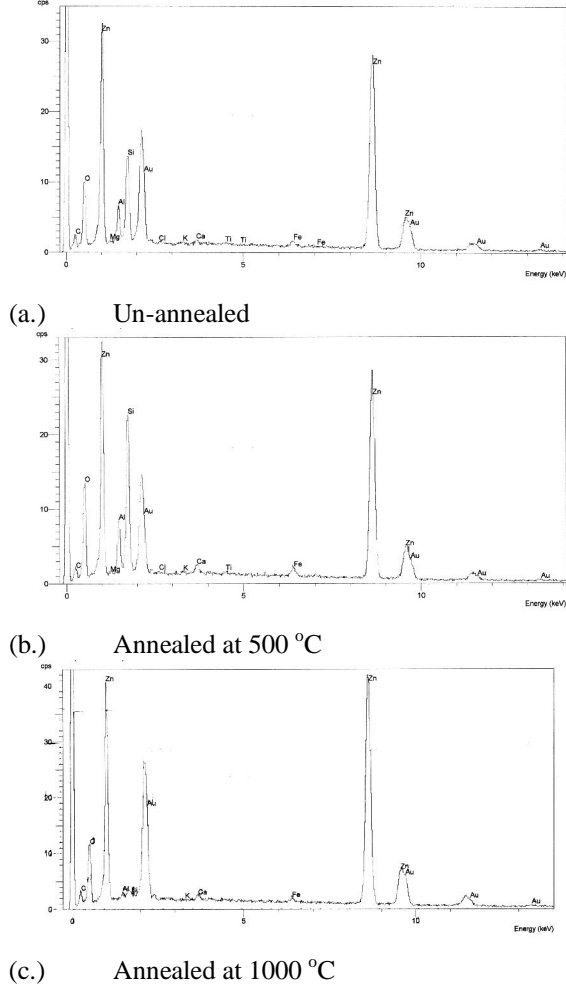 cps
Zn
30
Zn
20
Si
Au
10
O
Al
Zn
Au
C
Mg
Cl
K
Ca
Ti
Ti
Fe
Fe
Au
Au
0
0
5
10
Energy (keV)
(a.) Un-annealed
cps
Zn
30
Zn
Si
20
O
10
Al
Au
Zn
Au
C
Mg
Cl
K
Ca
Ti
Fe
Au
Au
0
0
5
10
Energy (keV)
(b.) Annealed at 500 °C
cps
Zn
Zn
40
30
20
Au
O
10
Zn
Au
C
Al
K
Ca
Fe
Au
Au
0
0
5
10
Energy (keV)
(c.) Annealed at 1000 °C